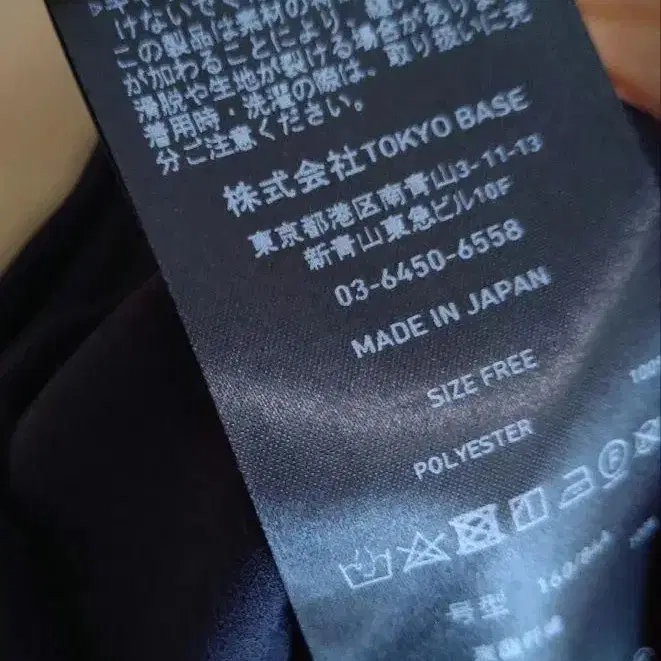 けないでく
この製品は素材の特
が加わることにより、縫い
滑脱や生地が裂ける場合がありま
着用時・洗濯の際は、取り扱いに充
分ご注意ください。
株式会社TOKYO BASE
東京都港区南青山3-11-13
新青山東急ビル10F
03-6450-6558
MADE IN JAPAN
SIZE FREE
POLYESTER 100%
号型 160/84A